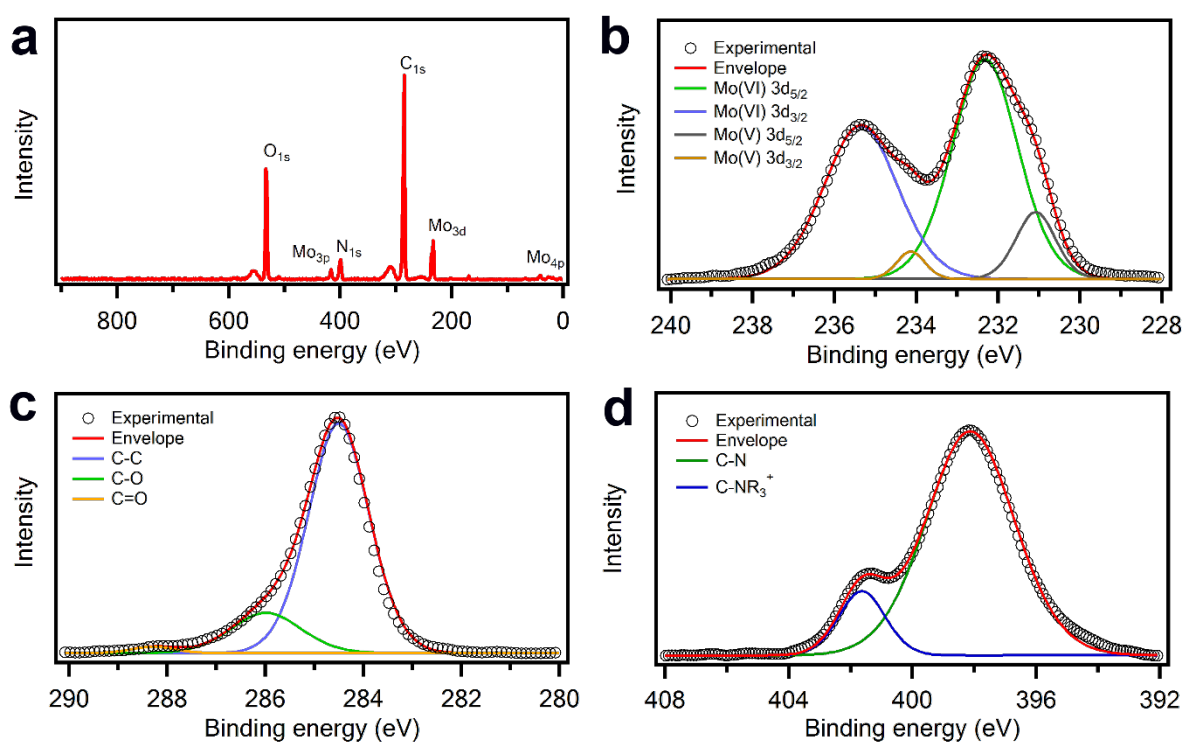 a
Intensity
O1s
Mo3p
N1s
C1s
Mo3d
Mo4p
800 600 400 200 0
Binding energy (eV)
b
Intensity
Experimental
Envelope
Mo(VI) 3d5/2
Mo(VI) 3d3/2
Mo(V) 3d5/2
Mo(V) 3d3/2
240 238 236 234 232 230 228
Binding energy (eV)
c
Intensity
Experimental
Envelope
C-C
C-O
C=O
290 288 286 284 282 280
Binding energy (eV)
d
Intensity
Experimental
Envelope
C-N
C-NR3+
408 404 400 396 392
Binding energy (eV)